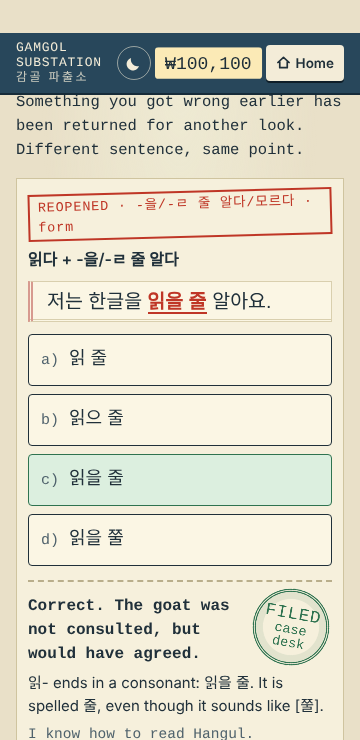 GAMGOL
SUBSTATION
감골 파출소
₩100,100
Home
Something you got wrong earlier has
been returned for another look.
Different sentence, same point.
REOPENED · -을/-ㄹ 줄 알다/모르다 ·
form
읽다 + -을/-ㄹ 줄 알다
저는 한글을 읽을 줄 알아요.
a) 읽 줄
b) 읽으 줄
c) 읽을 줄
d) 읽을 쭐
Correct. The goat was
not consulted, but
would have agreed.
FILED
case
desk
읽- ends in a consonant: 읽을 줄. It is
spelled 줄, even though it sounds like [쭐].
I know how to read Hangul.